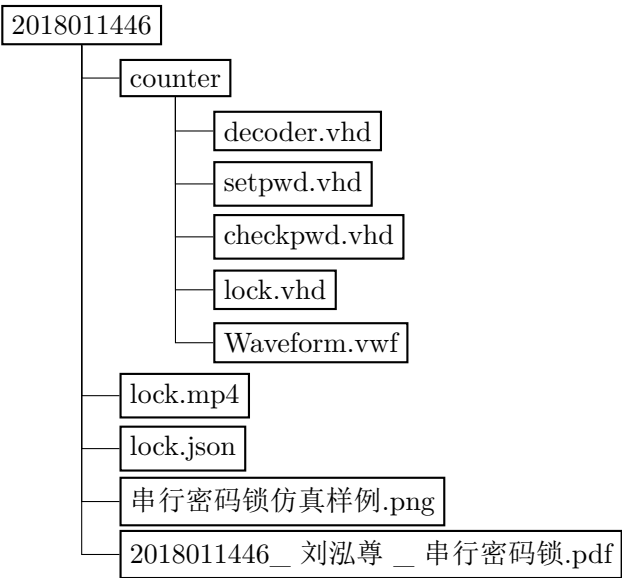 2018011446
counter
decoder.vhd
setpwd.vhd
checkpwd.vhd
lock.vhd
Waveform.vwf
lock.mp4
lock.json
串行密码锁仿真样例.png
2018011446_ 刘泓尊 _ 串行密码锁.pdf